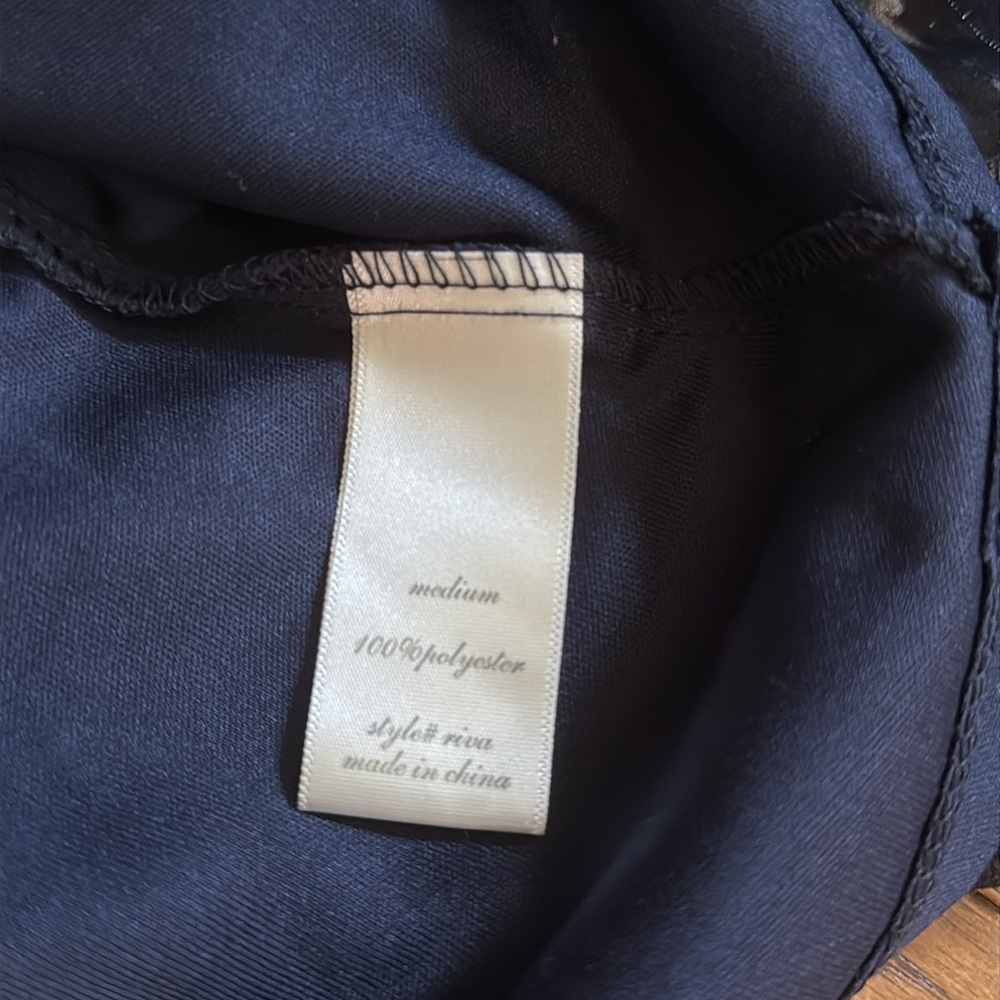 medium
100%polyester
style# riva
made in china